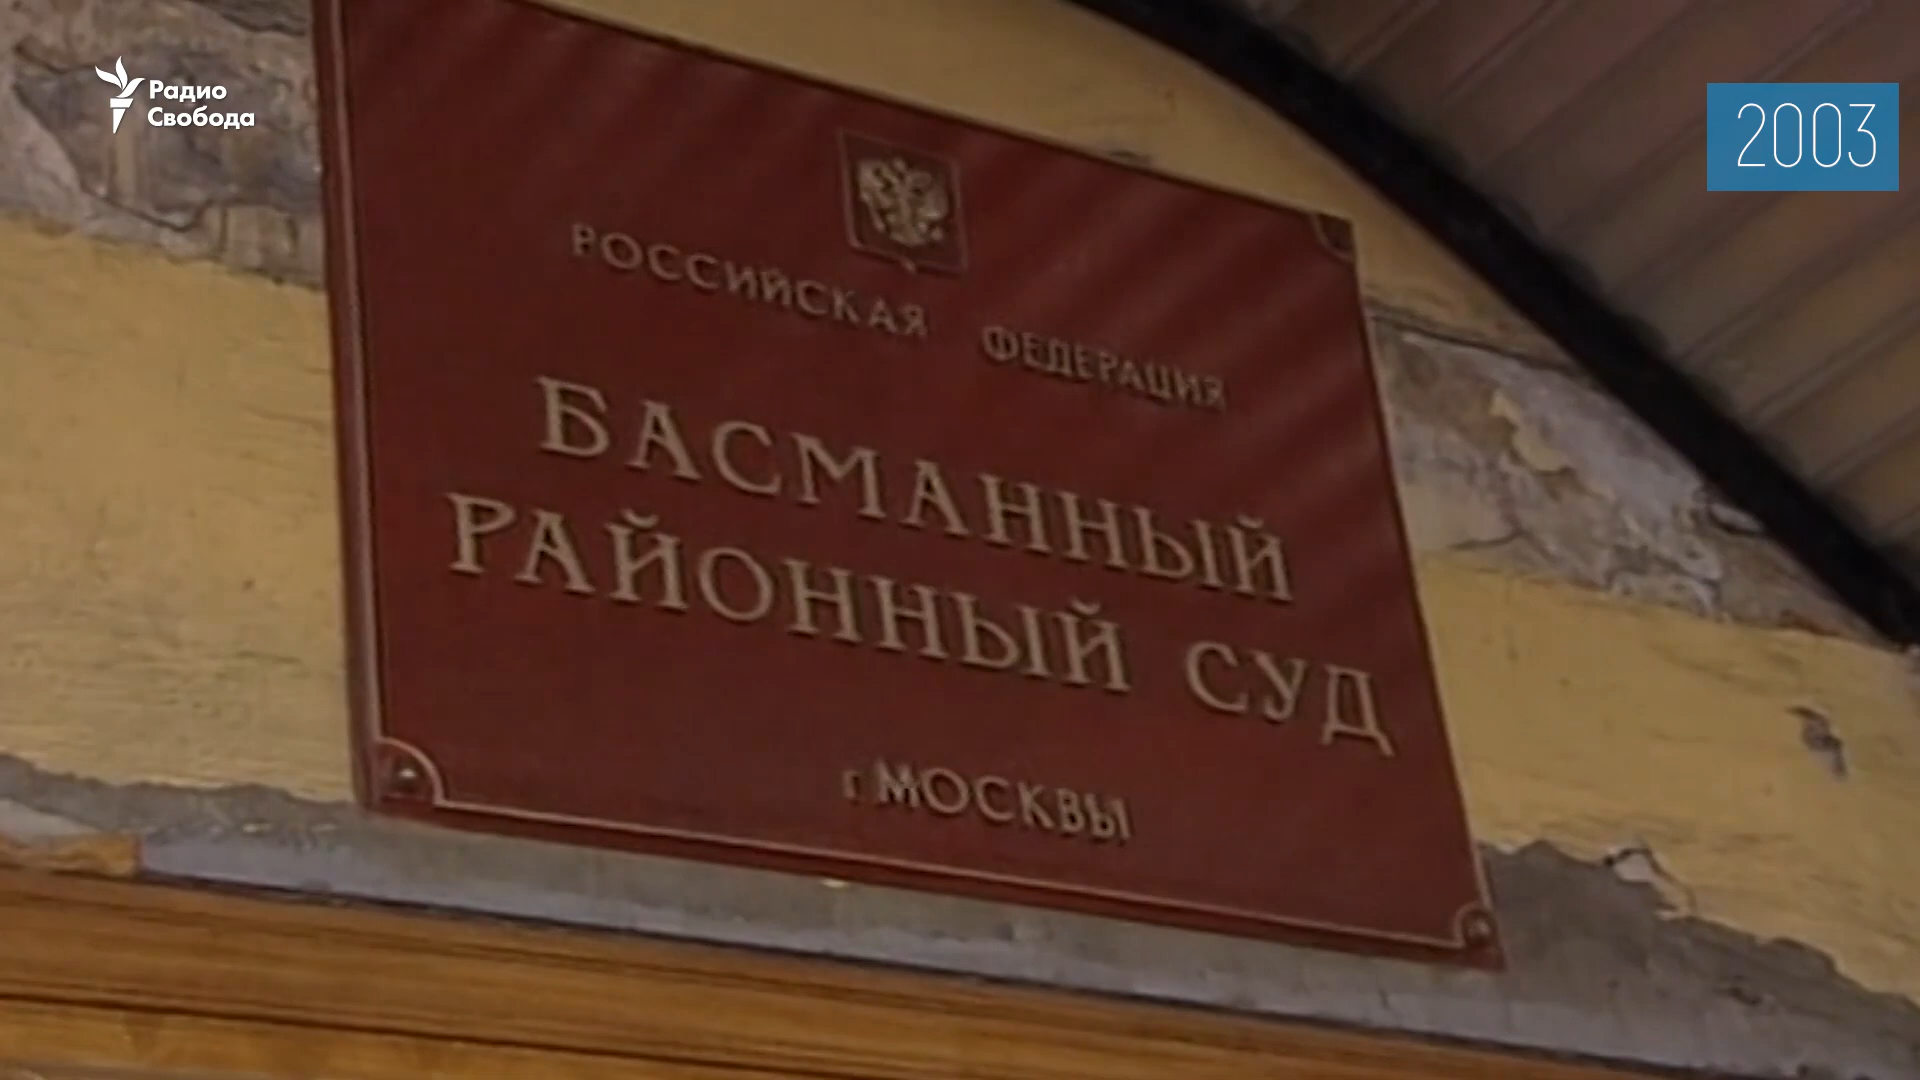 Радио
Свобода
2003
РОССИЙСКАЯ ФЕДЕРАЦИЯ
БАСМАННЫЙ
РАЙОННЫЙ СУД
г МОСКВЫ